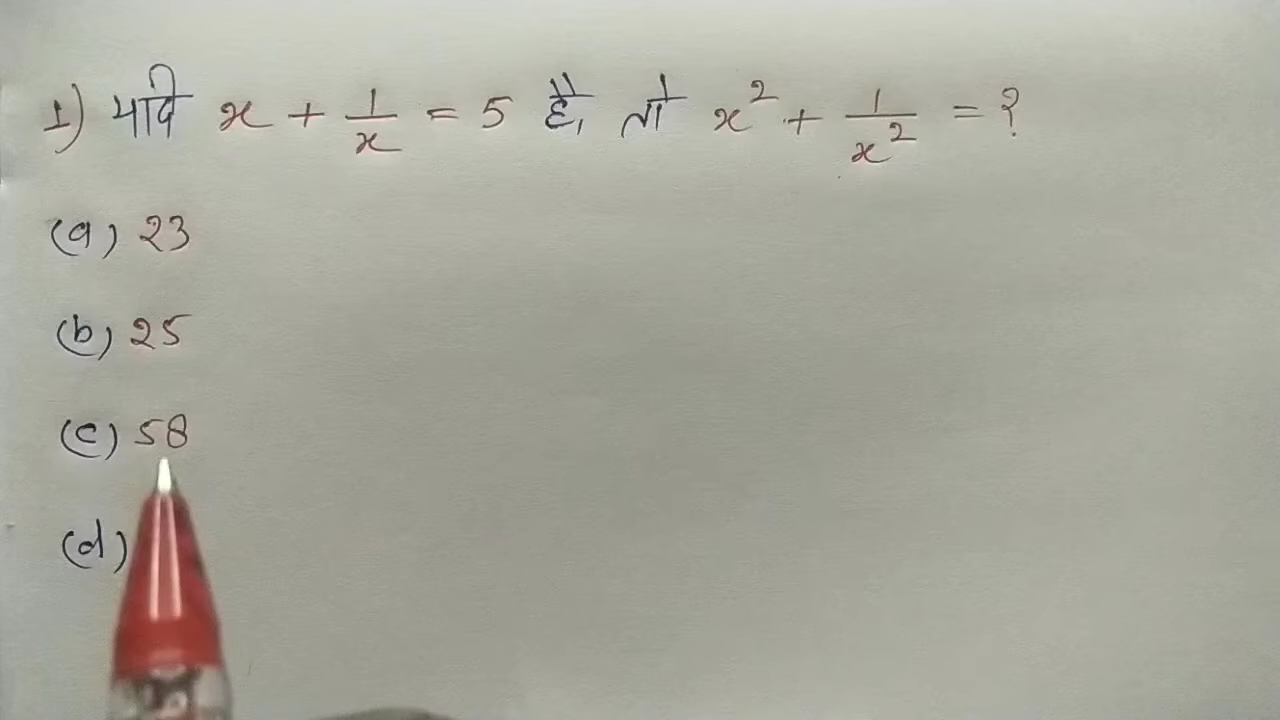 1) यदि x + 1/x = 5 है, तो x² + 1/x² = ?
(a) 23
(b) 25
(c) 58
(d)